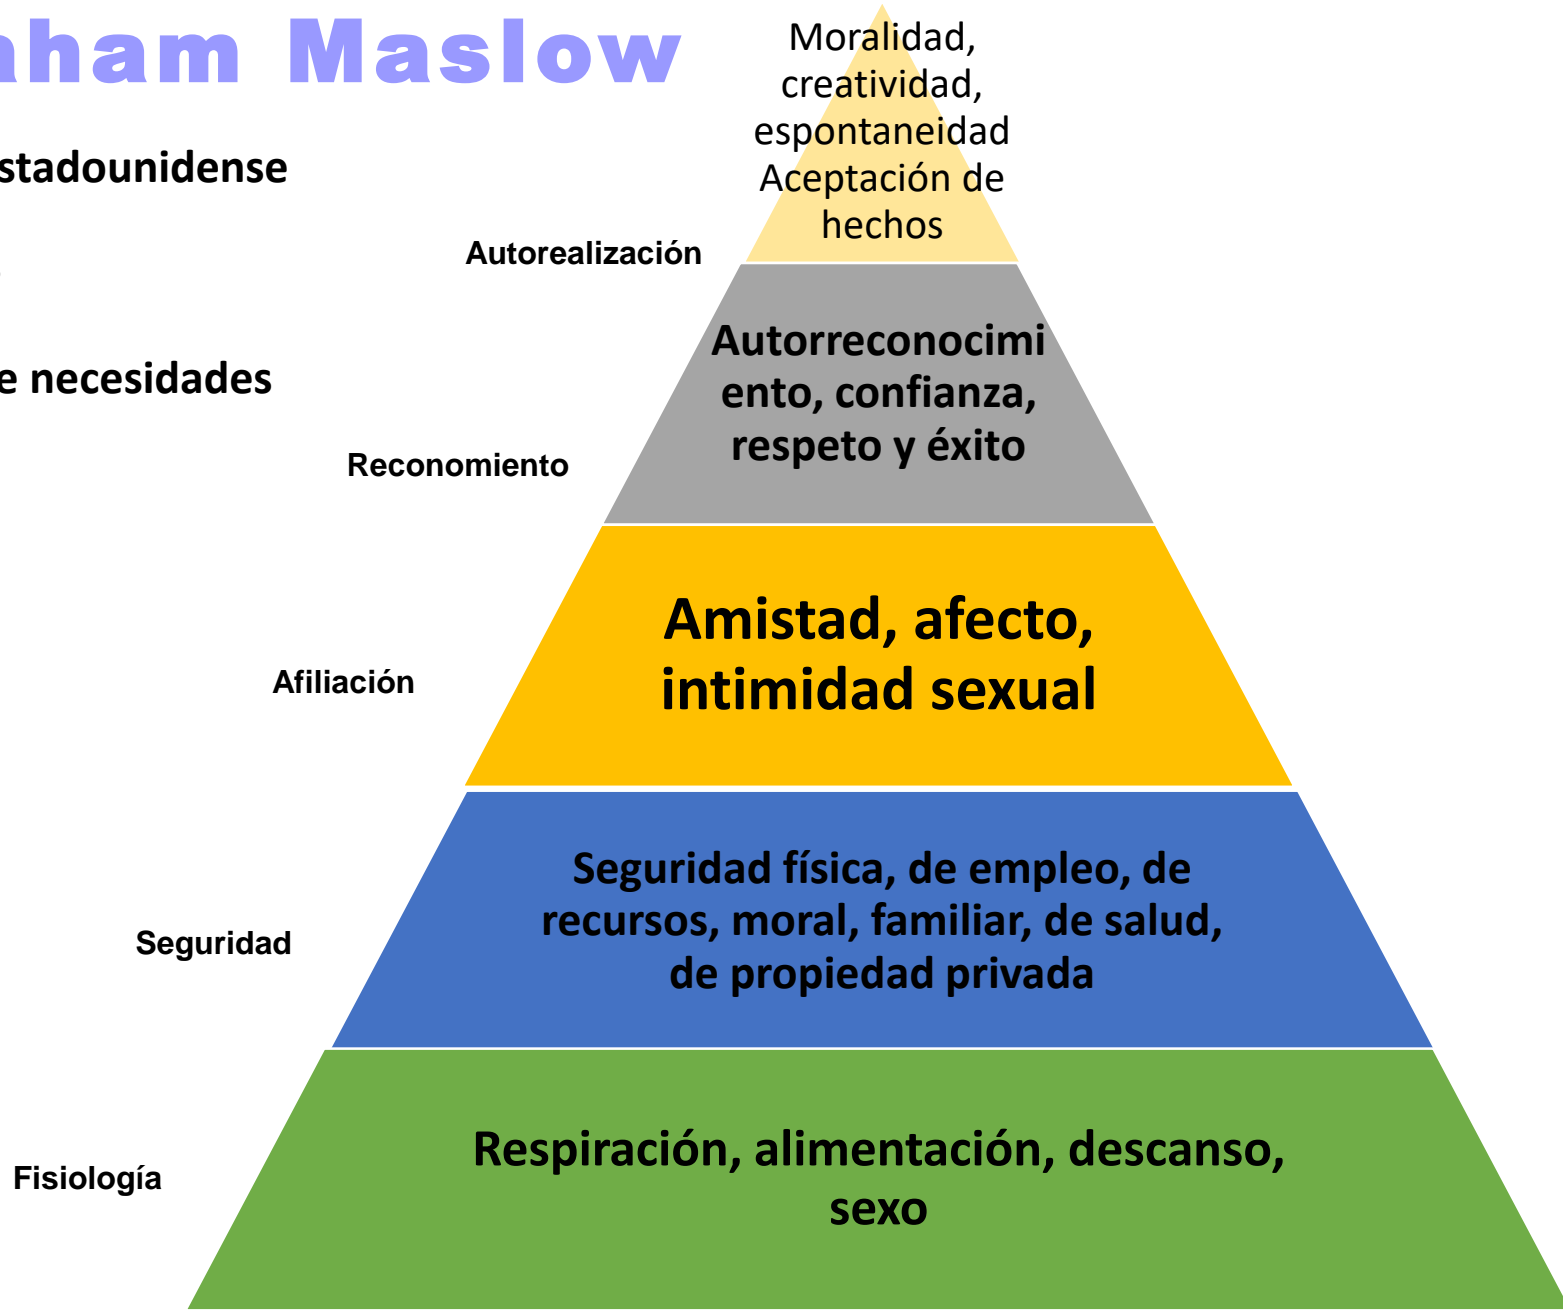 aham Maslow
stadounidense
e necesidades
Moralidad,
creatividad,
espontaneidad
Aceptación de
hechos
Autorealización
Autorreconocimi
ento, confianza,
respeto y éxito
Reconomiento
Amistad, afecto,
intimidad sexual
Afiliación
Seguridad física, de empleo, de
recursos, moral, familiar, de salud,
de propiedad privada
Seguridad
Respiración, alimentación, descanso,
sexo
Fisiología